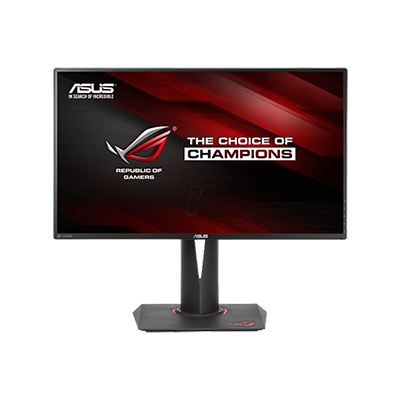 ASUS
IN SEARCH OF INCREDIBLE
THE CHOICE OF
CHAMPIONS
REPUBLIC OF
GAMERS
ASUS